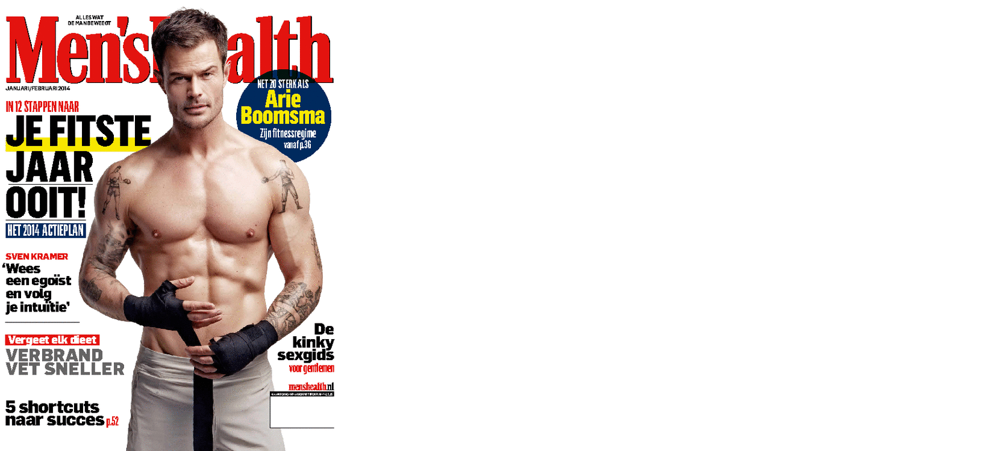 ALLES WAT
DE MAN BEWEEGT
Men's Health
JANUARI/FEBRUARI 2014
IN 12 STAPPEN NAAR
JE FITSTE
JAAR
OOIT!
HET 2014 ACTIEPLAN
NET ZO STERK ALS
Arie
Boomsma
Zijn fitnessregime
vanaf p.36
SVEN KRAMER
‘Wees
een egoïst
en volg
je intuïtie’
Vergeet elk dieet
VERBRAND
VET SNELLER
5 shortcuts
naar succes p.52
De
kinky
sexgids
voor gentlemen
menshealth.nl